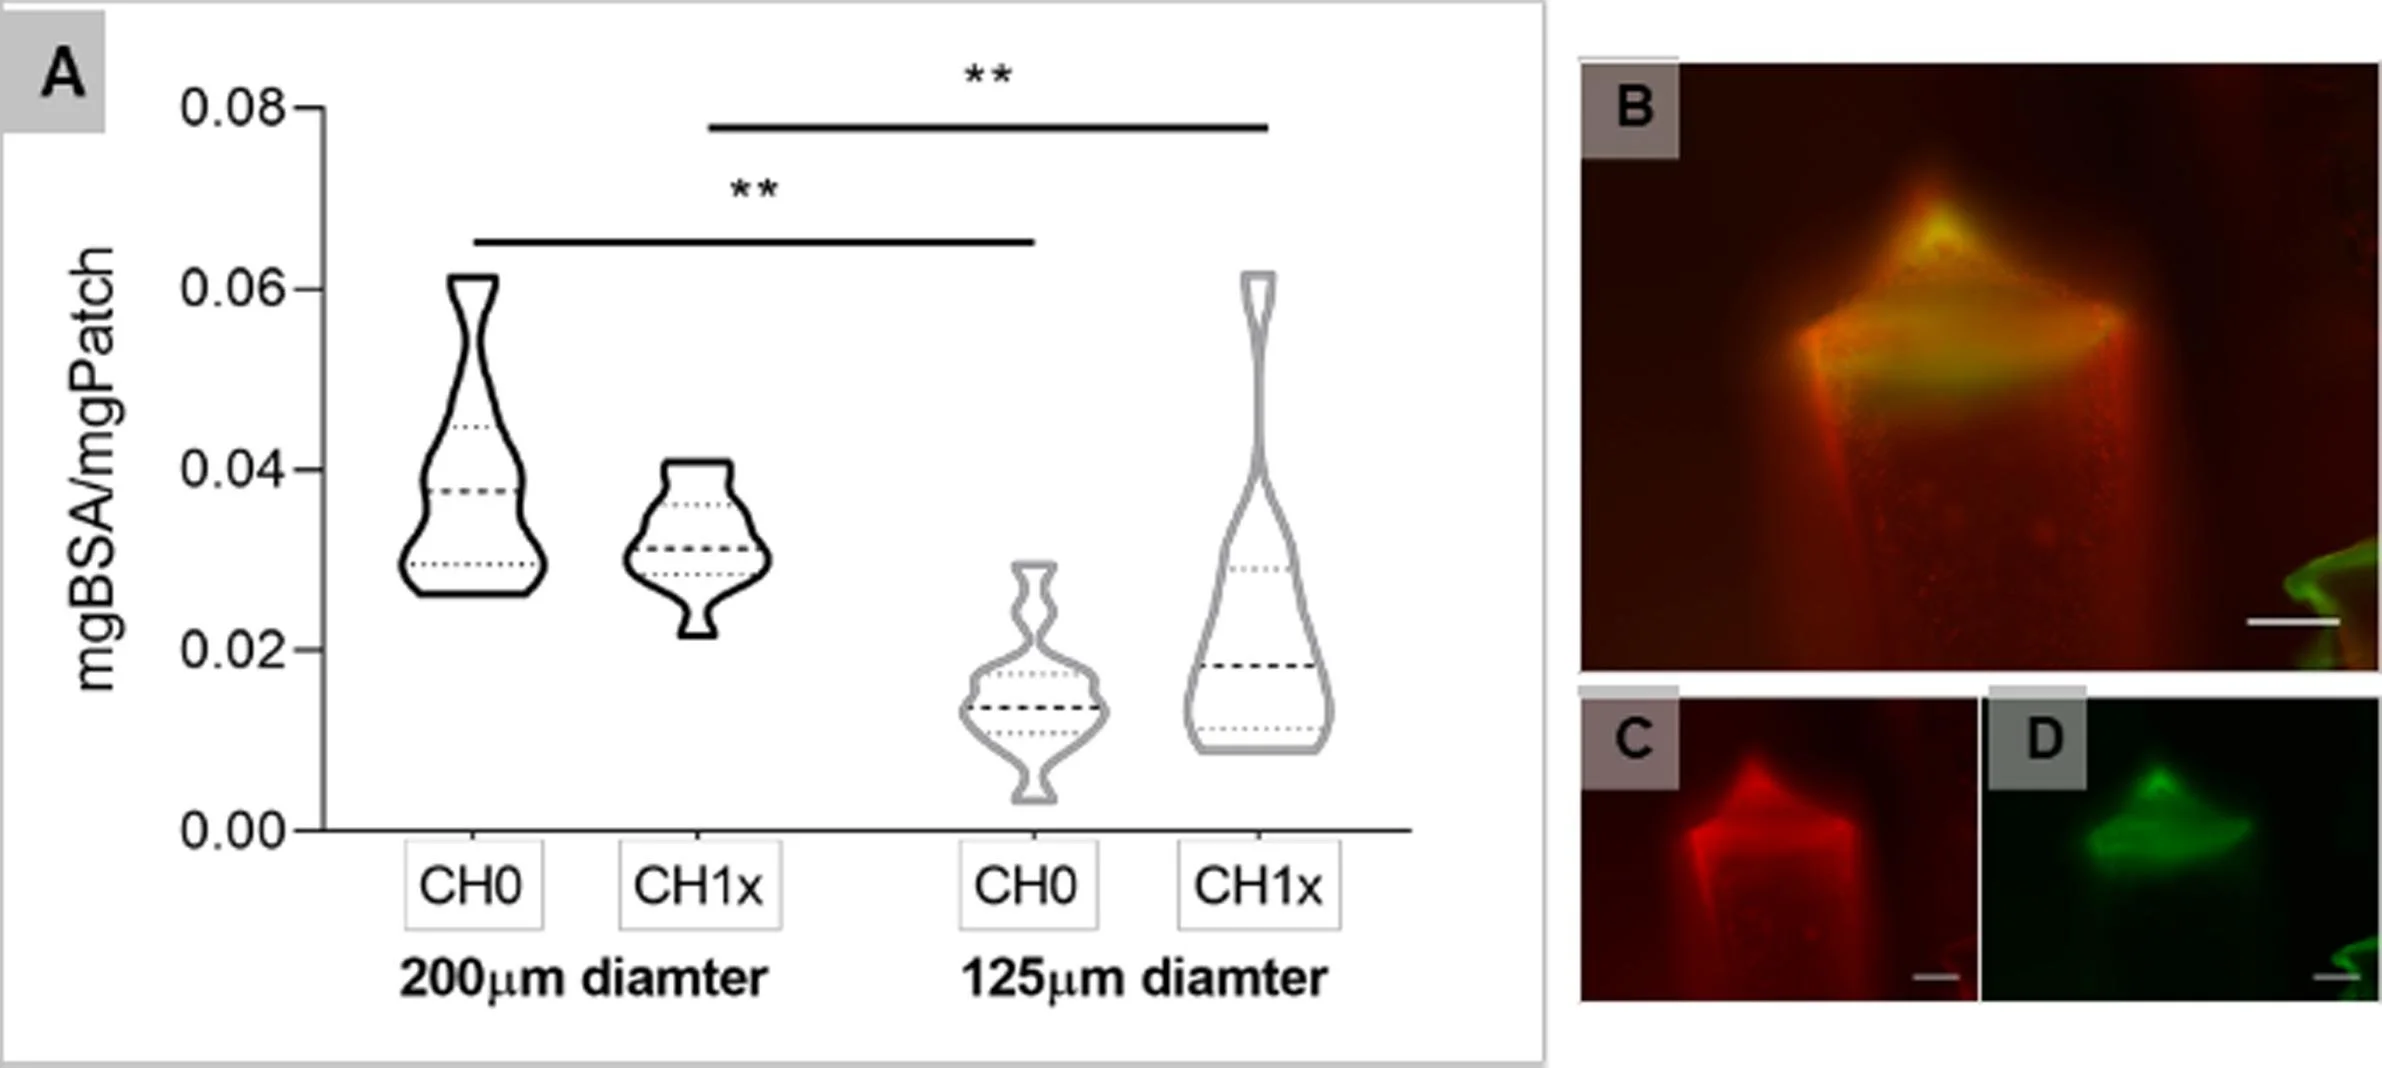 A
**
**
0.08
0.06
0.04
0.02
0.00
mgBSA/mgPatch
CH0 CH1x CH0 CH1x
200μm diamter 125μm diamter
B
C D